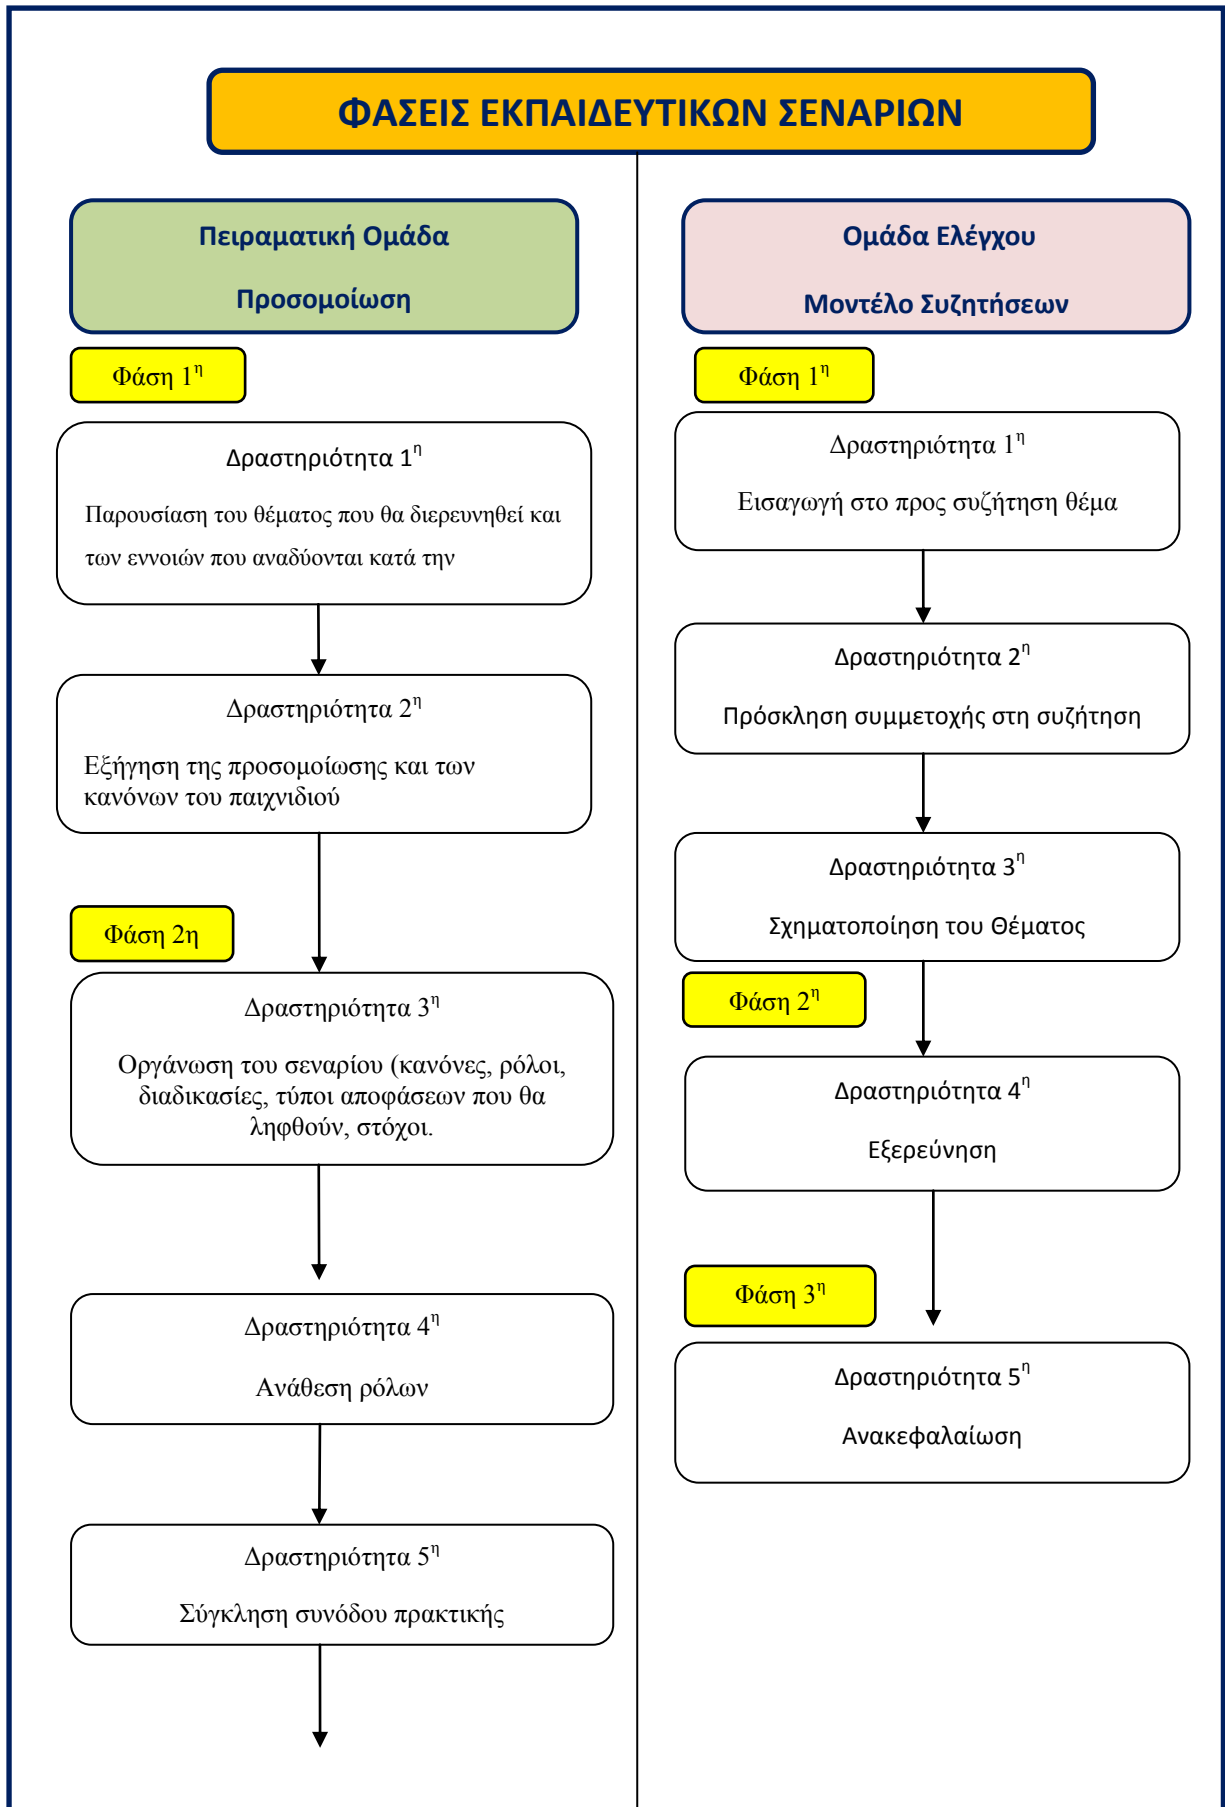 ΦΑΣΕΙΣ ΕΚΠΑΙΔΕΥΤΙΚΩΝ ΣΕΝΑΡΙΩΝ
Πειραματική Ομάδα
Προσομοίωση
Φάση 1η
Δραστηριότητα 1η
Παρουσίαση του θέματος που θα διερευνηθεί και
των εννοιών που αναδύονται κατά την
Δραστηριότητα 2η
Εξήγηση της προσομοίωσης και των
κανόνων του παιχνιδιού
Φάση 2η
Δραστηριότητα 3η
Οργάνωση του σεναρίου (κανόνες, ρόλοι,
διαδικασίες, τύποι αποφάσεων που θα
ληφθούν, στόχοι.
Δραστηριότητα 4η
Ανάθεση ρόλων
Δραστηριότητα 5η
Σύγκληση συνόδου πρακτικής
Ομάδα Ελέγχου
Μοντέλο Συζητήσεων
Φάση 1η
Δραστηριότητα 1η
Εισαγωγή στο προς συζήτηση θέμα
Δραστηριότητα 2η
Πρόσκληση συμμετοχής στη συζήτηση
Δραστηριότητα 3η
Σχηματοποίηση του Θέματος
Φάση 2η
Δραστηριότητα 4η
Εξερεύνηση
Φάση 3η
Δραστηριότητα 5η
Ανακεφαλαίωση